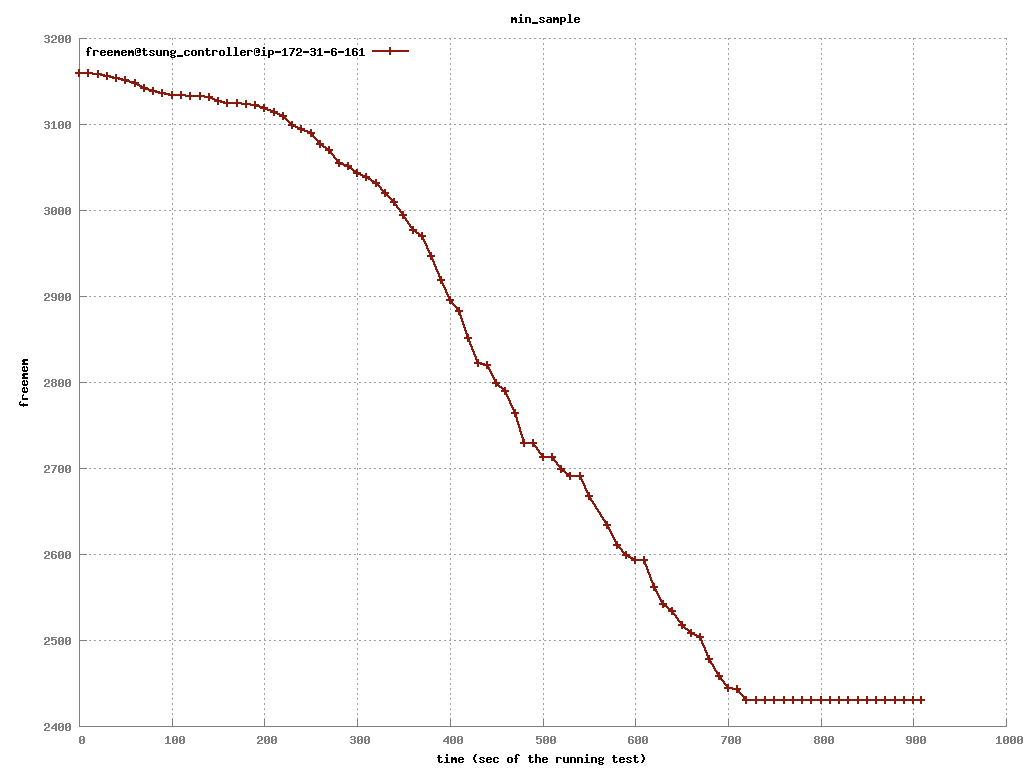 min_sample
freemem@tsung_controller@ip-172-31-6-161
3200
3100
3000
2900
2800
2700
2600
2500
2400
freemem
0 100 200 300 400 500 600 700 800 900 1000
time (sec of the running test)